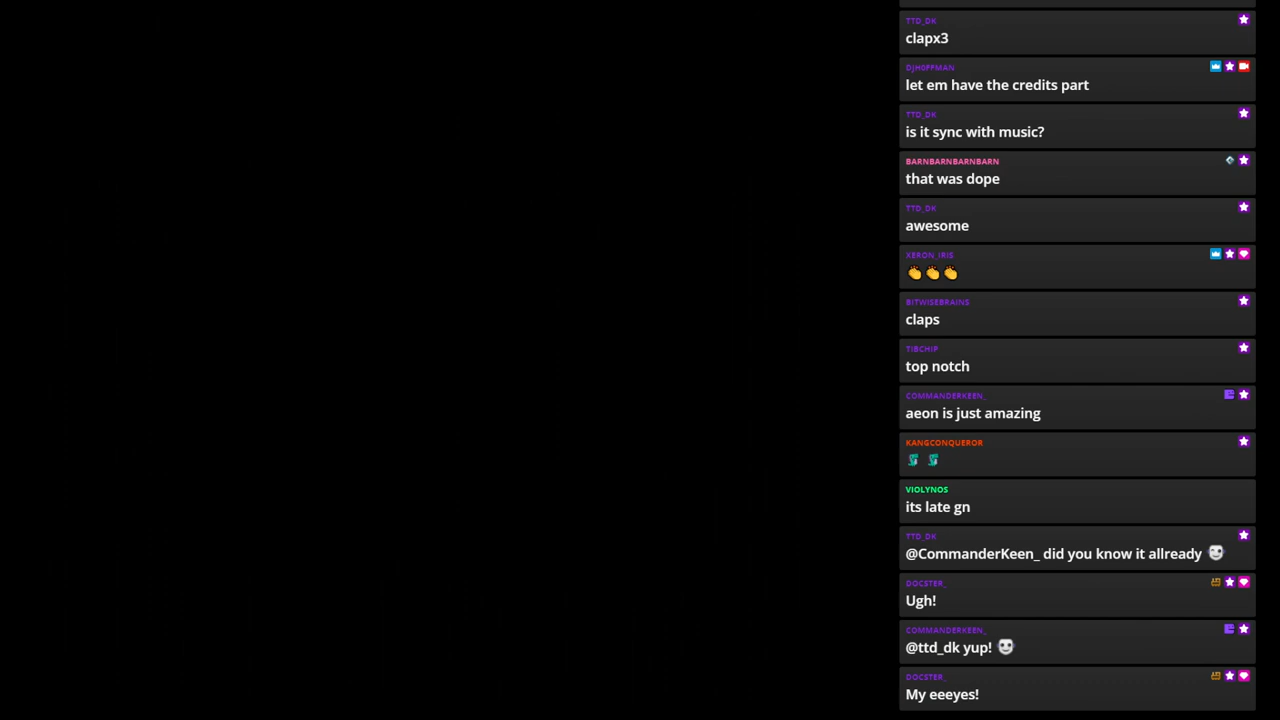 TTD_DK
clapx3
DJH0FFMAN
let em have the credits part
TTD_DK
is it sync with music?
BARNBARNBARNBARN
that was dope
TTD_DK
awesome
XERON_IRIS
👏👏👏
BITWISEBRAINS
claps
TIBCHIP
top notch
COMMANDERKEEN_
aeon is just amazing
KANGCONQUEROR
VIOLYNOS
its late gn
TTD_DK
@CommanderKeen_ did you know it allready
DOCSTER_
Ugh!
COMMANDERKEEN_
@ttd_dk yup!
DOCSTER_
My eeeyes!